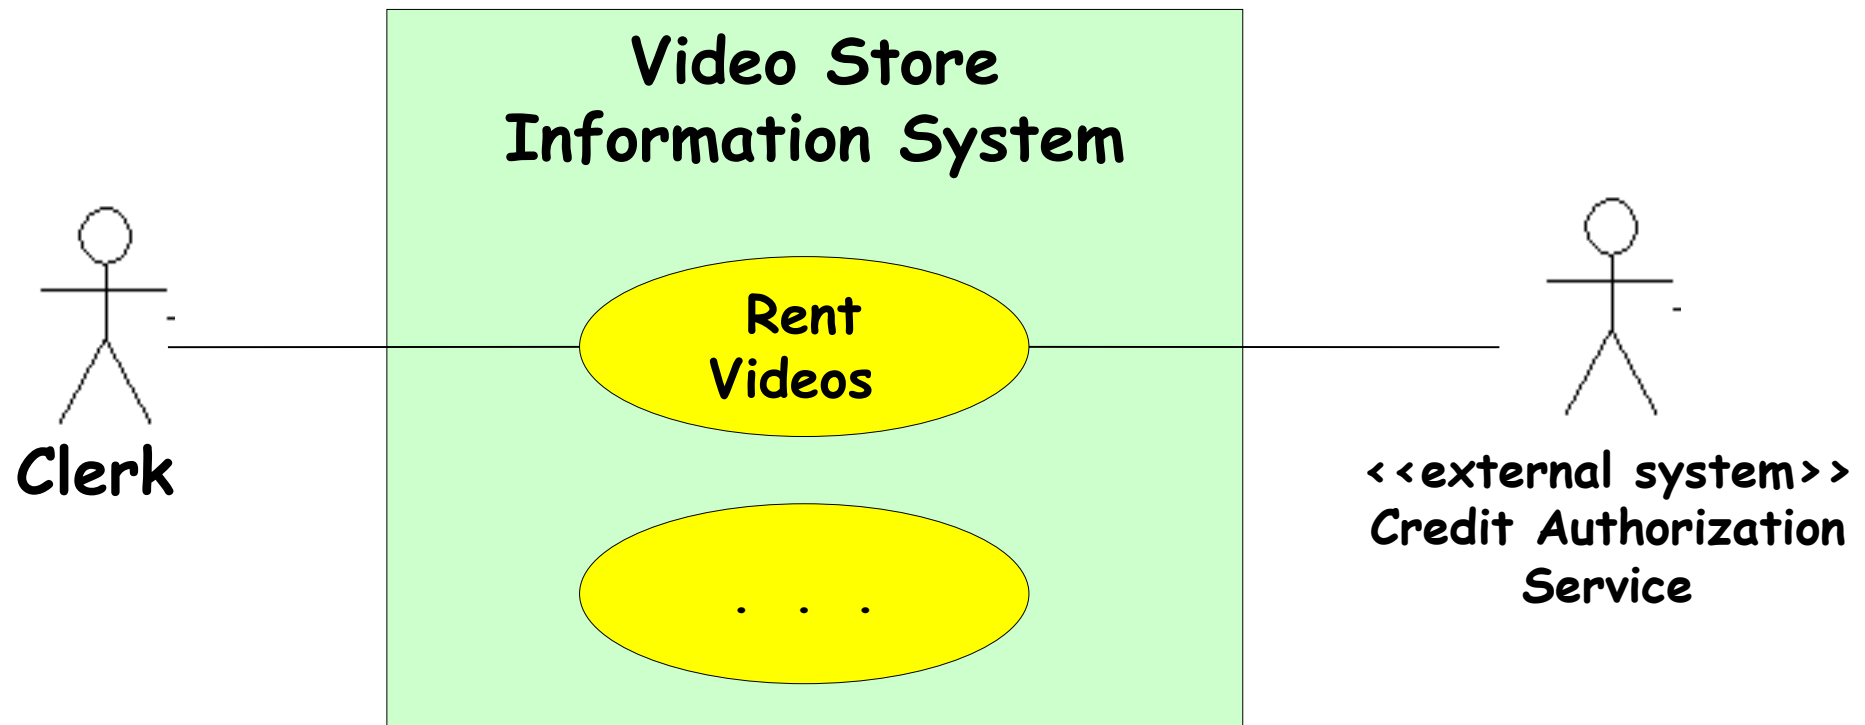 Video Store
Information System
Rent
Videos
Clerk
. . .
<<external system>>
Credit Authorization
Service